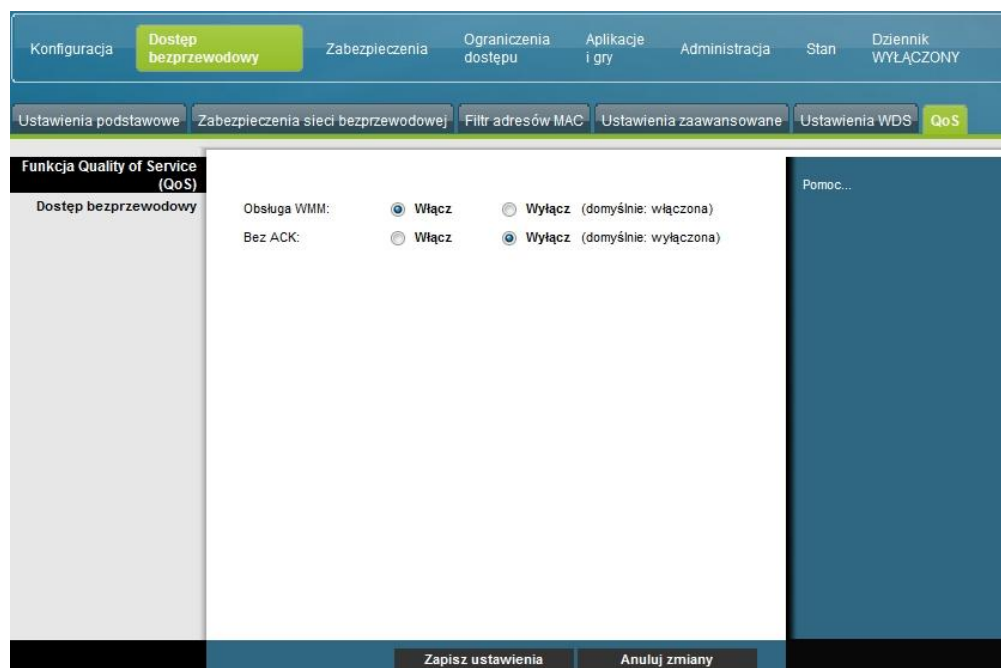 Konfiguracja
Dostęp
bezprzewodowy
Zabezpieczenia
Ograniczenia
dostępu
Aplikacje
i gry
Administracja
Stan
Dziennik
WYŁĄCZONY
Ustawienia podstawowe
Zabezpieczenia sieci bezprzewodowej
Filtr adresów MAC
Ustawienia zaawansowane
Ustawienia WDS
QoS
Funkcja Quality of Service
(QoS)
Dostęp bezprzewodowy
Obsługa WMM: Włącz Wyłącz (domyślnie: włączona)
Bez ACK: Włącz Wyłącz (domyślnie: wyłączona)
Pomoc...
Zapisz ustawienia
Anuluj zmiany